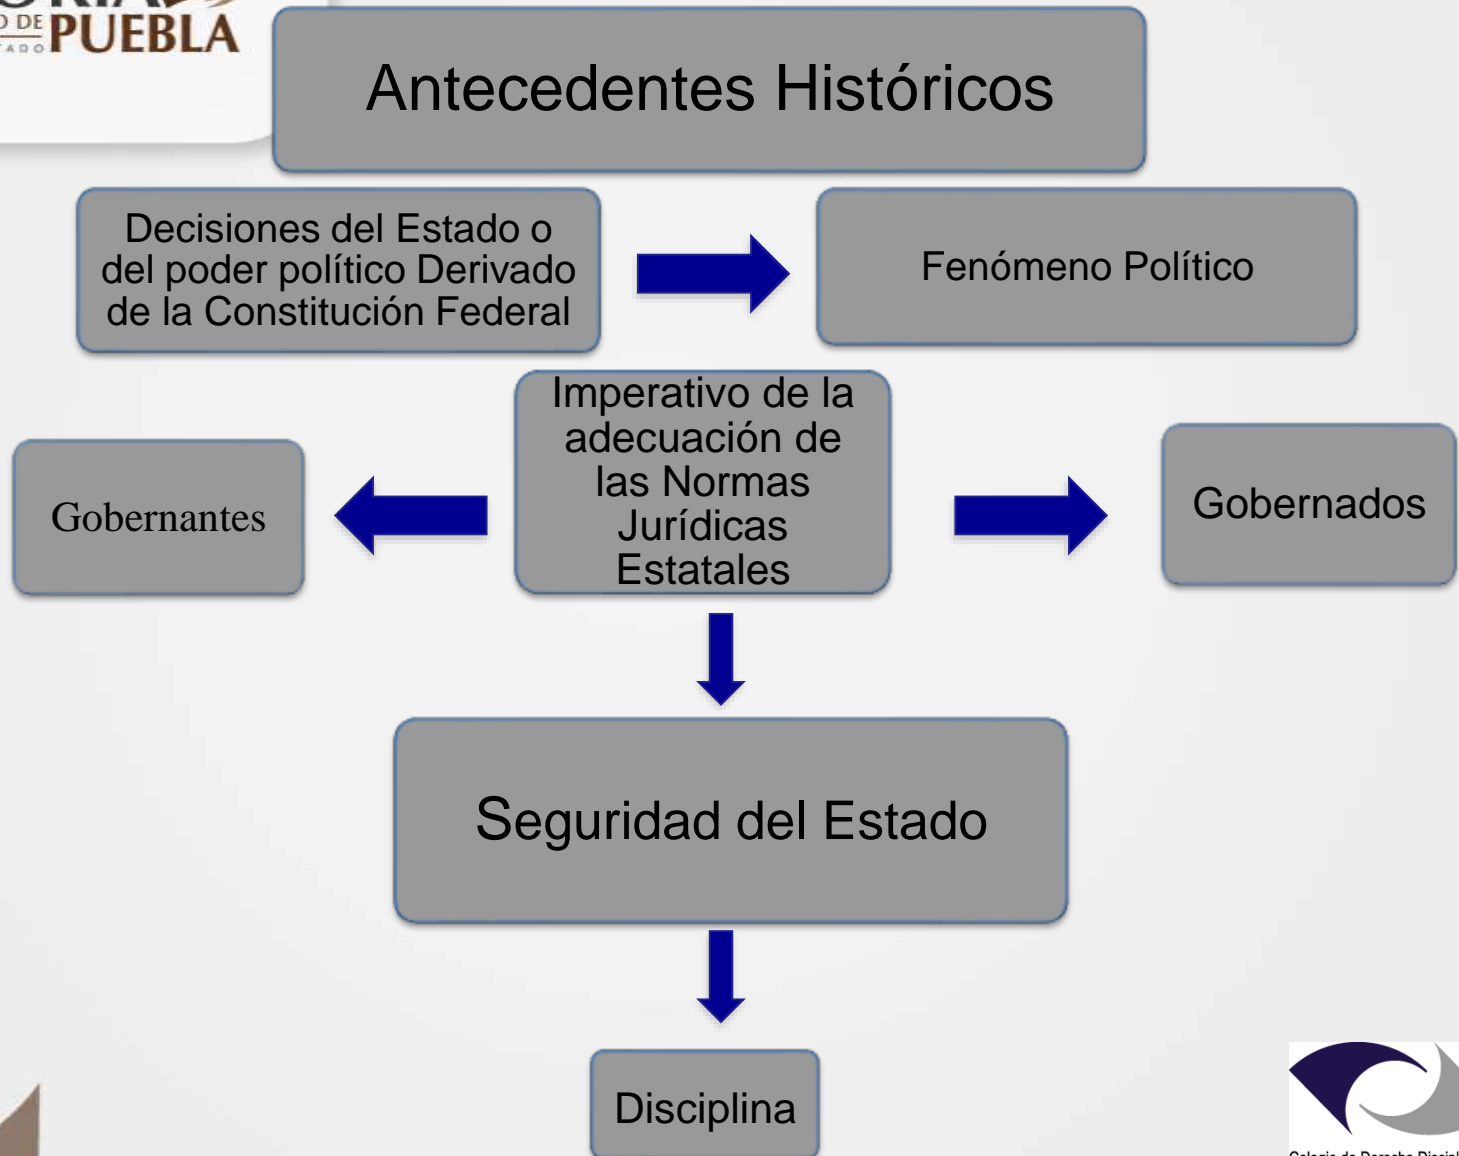 PUEBLA
Antecedentes Históricos
Decisiones del Estado o
del poder político Derivado
de la Constitución Federal
Fenómeno Político
Imperativo de la
adecuación de
las Normas
Jurídicas
Estatales
Gobernantes
Gobernados
Seguridad del Estado
Disciplina